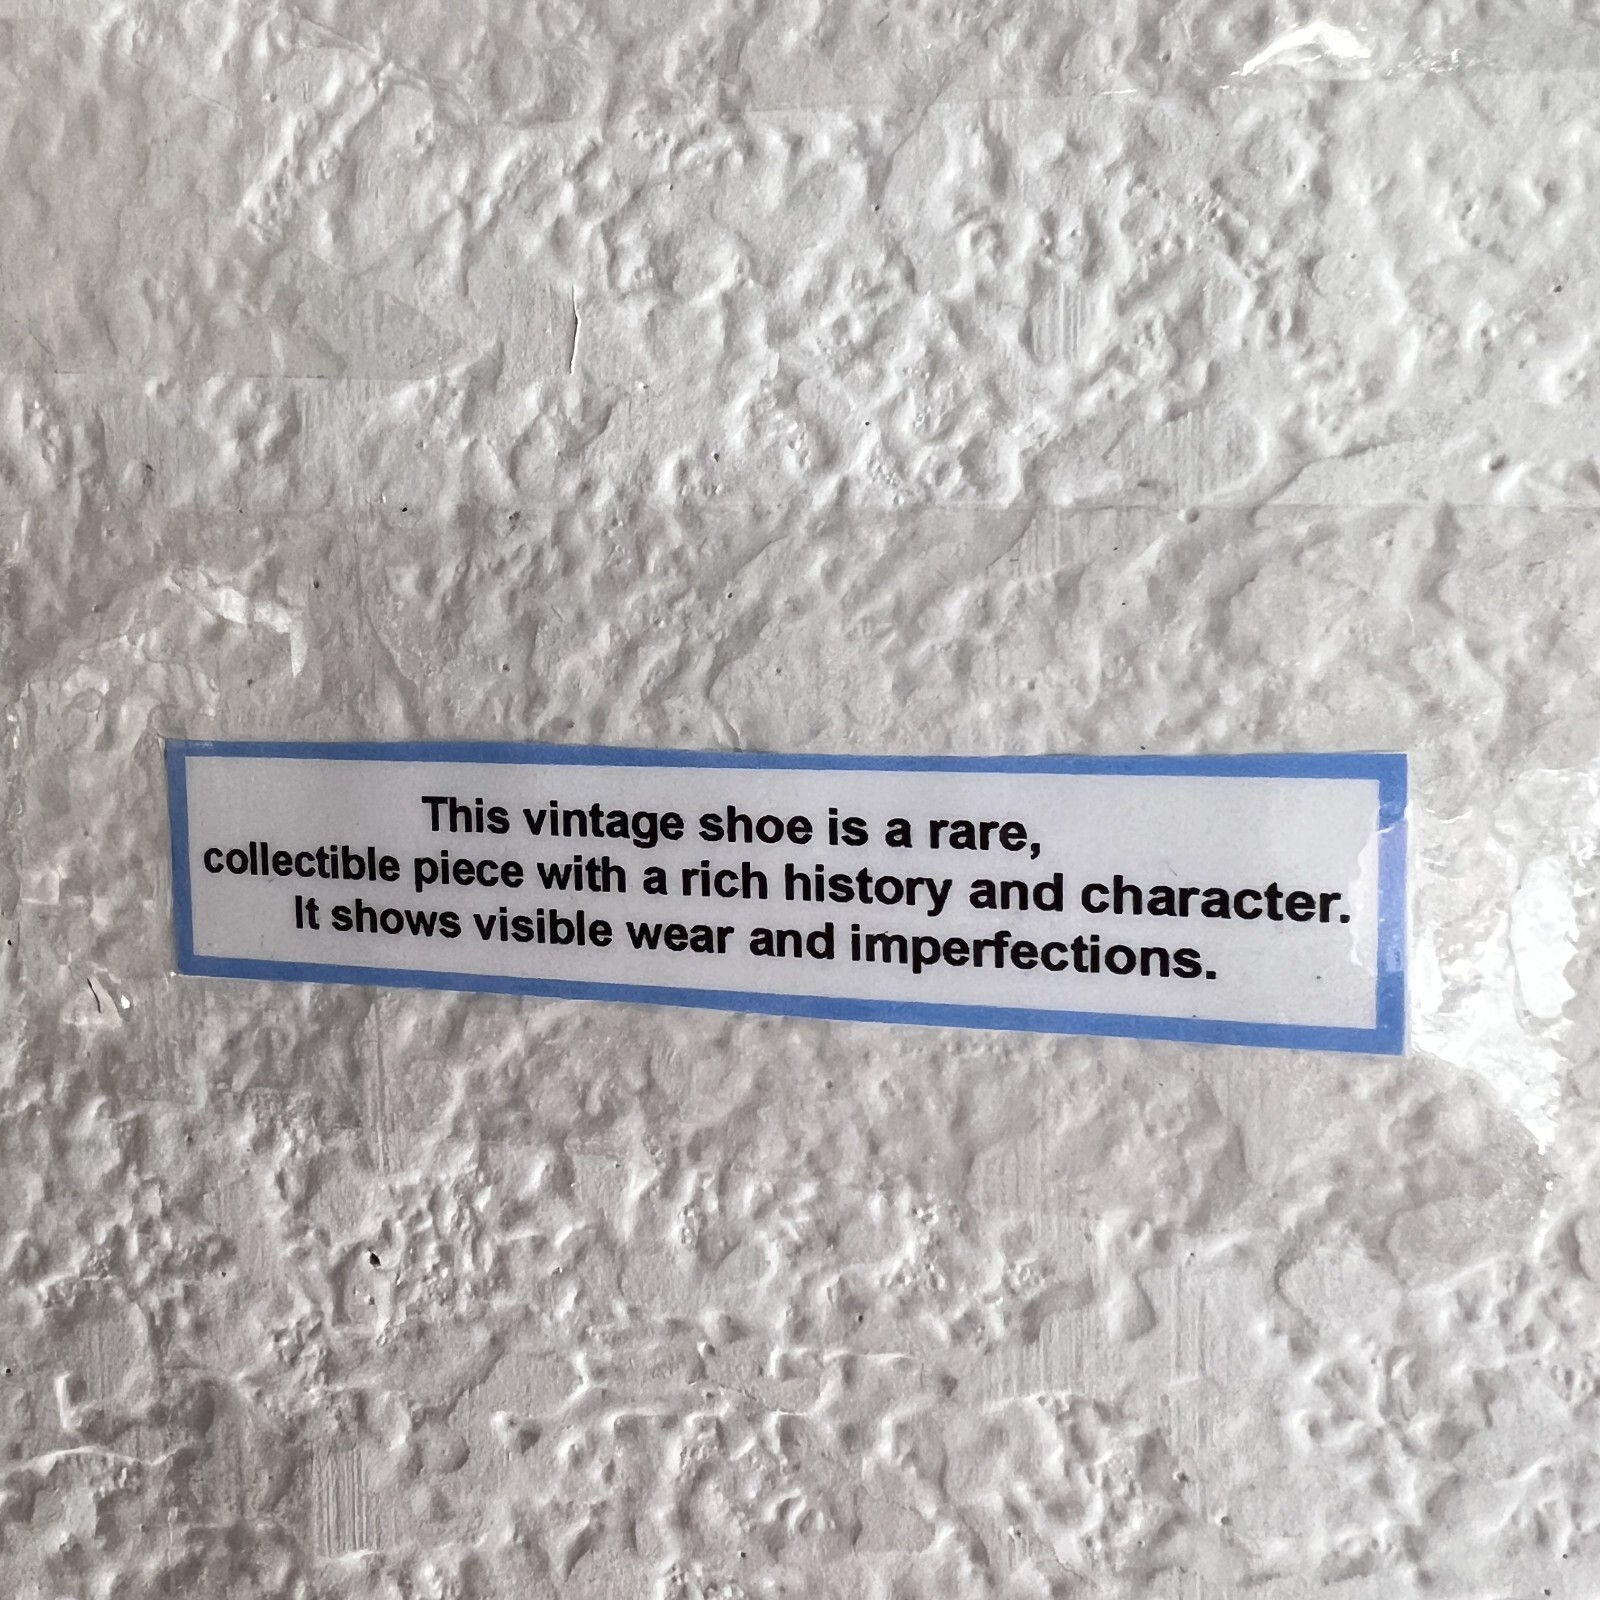 This vintage shoe is a rare,
collectible piece with a rich history and character.
It shows visible wear and imperfections.